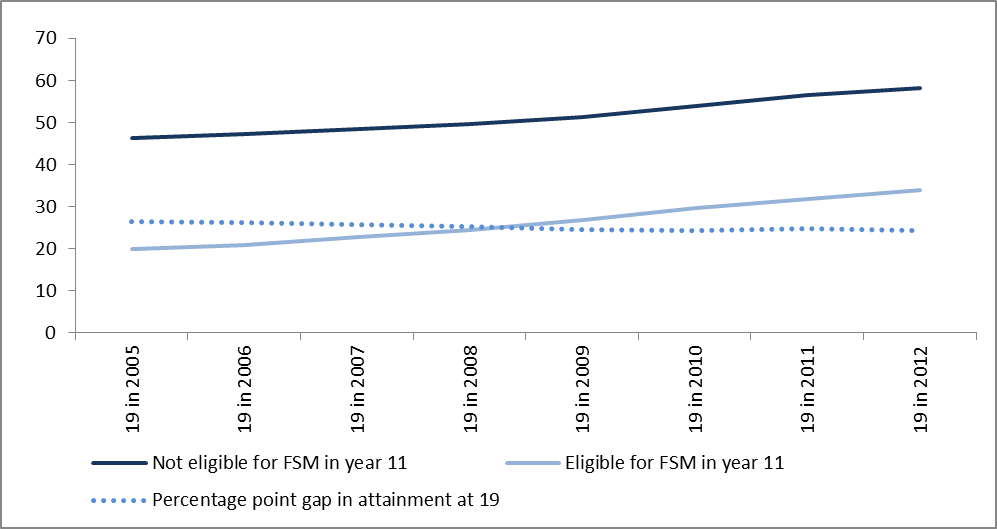 70
60
50
40
30
20
10
0
19 in 2005
19 in 2006
19 in 2007
19 in 2008
19 in 2009
19 in 2010
19 in 2011
19 in 2012
Not eligible for FSM in year 11
Eligible for FSM in year 11
Percentage point gap in attainment at 19